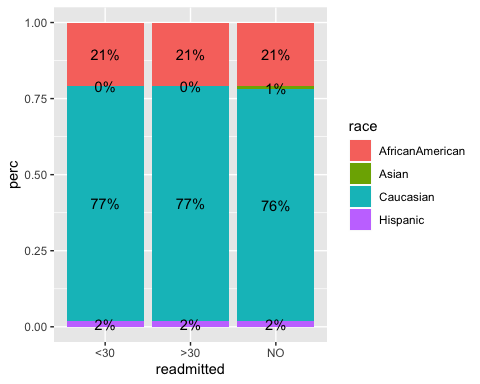 1.00
0.75
0.50
0.25
0.00
perc
21% 21% 21%
0% 0% 1%
77% 77% 76%
2% 2% 2%
<30 >30 NO
readmitted
race
AfricanAmerican
Asian
Caucasian
Hispanic